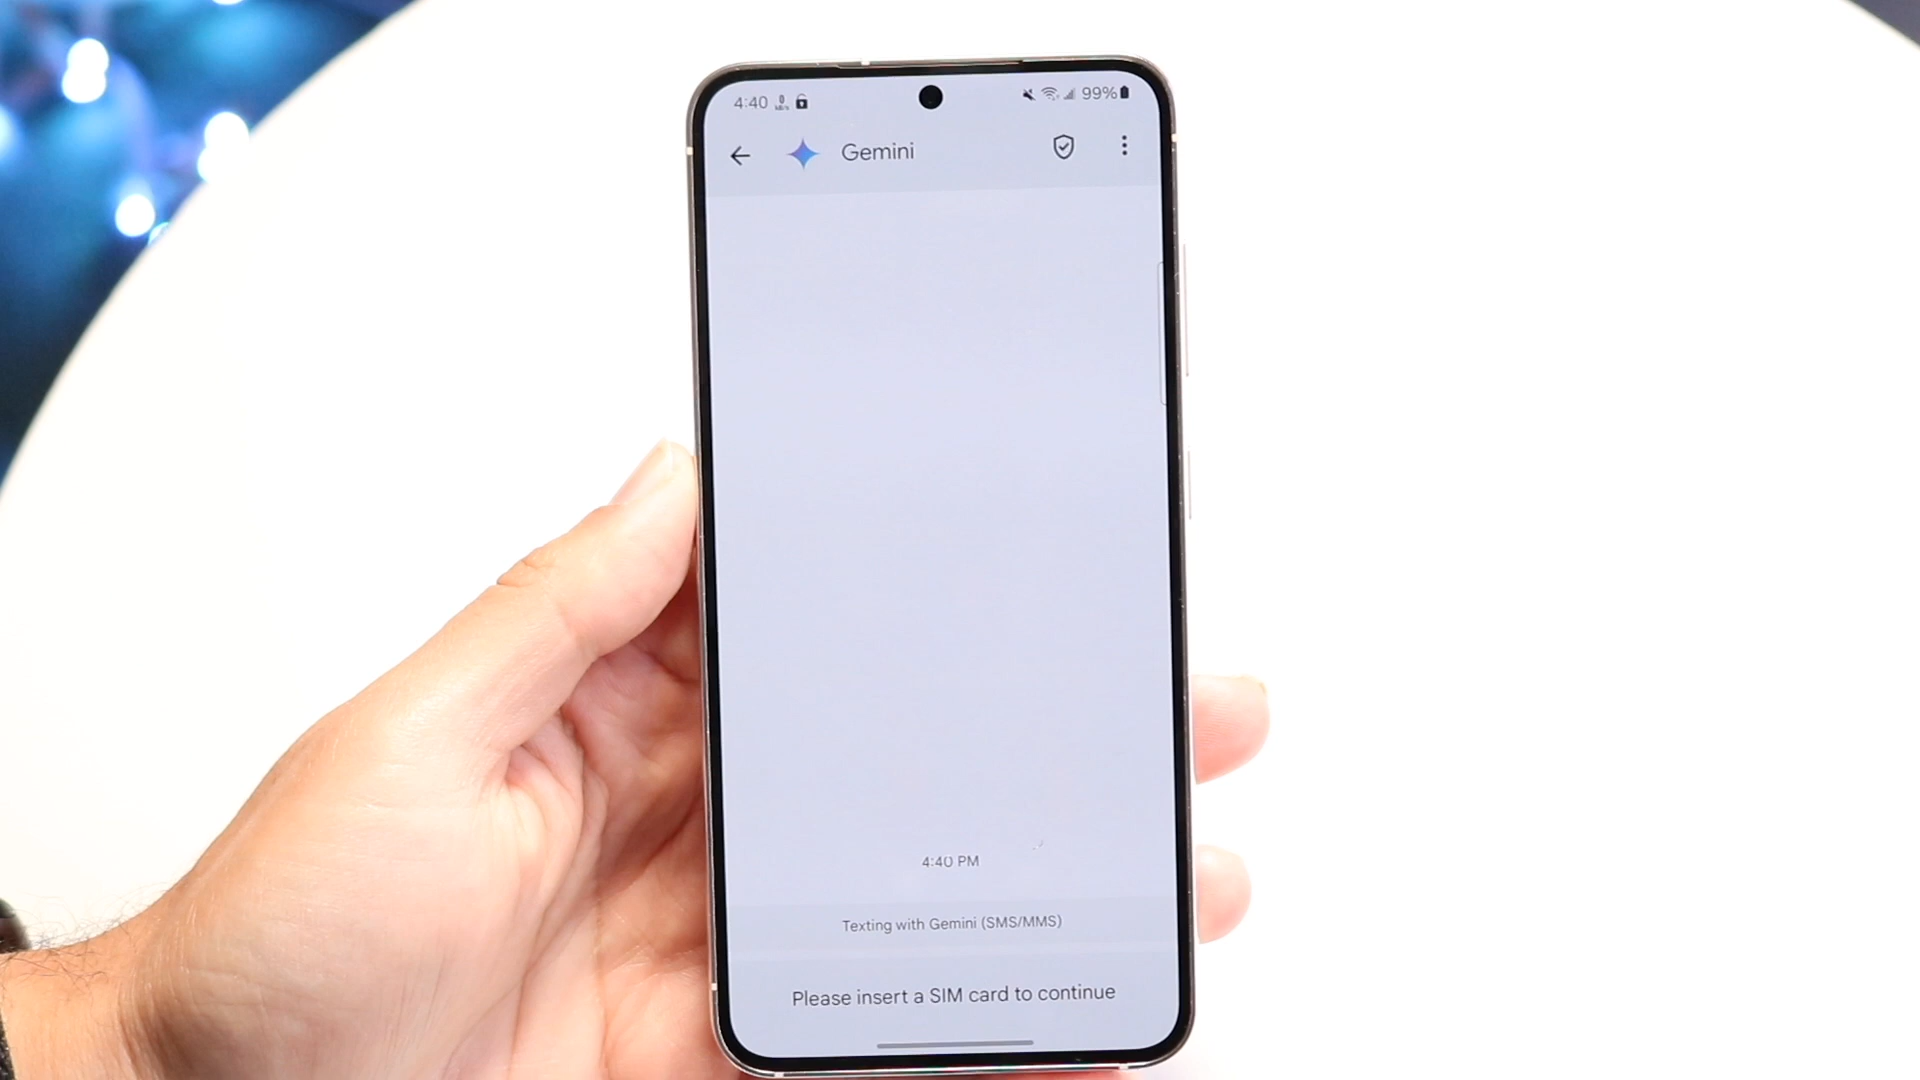 4:40 99%
Gemini
4:40 PM
Texting with Gemini (SMS/MMS)
Please insert a SIM card to continue